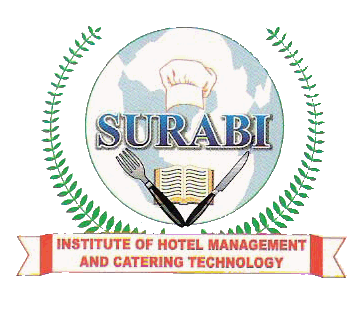 SURABI
INSTITUTE OF HOTEL MANAGEMENT
AND CATERING TECHNOLOGY